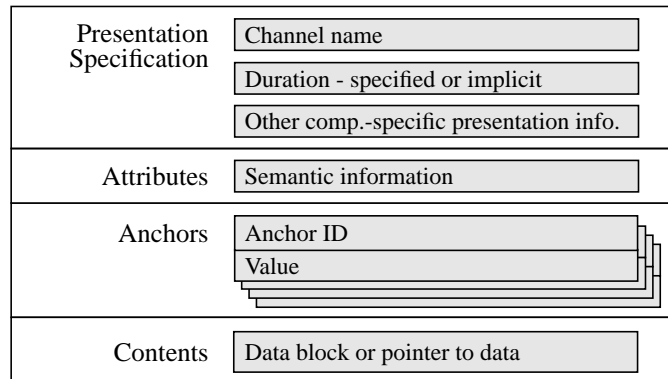 Presentation
Specification
Channel name
Duration - specified or implicit
Other comp.-specific presentation info.
Attributes
Semantic information
Anchors
Anchor ID
Value
Contents
Data block or pointer to data